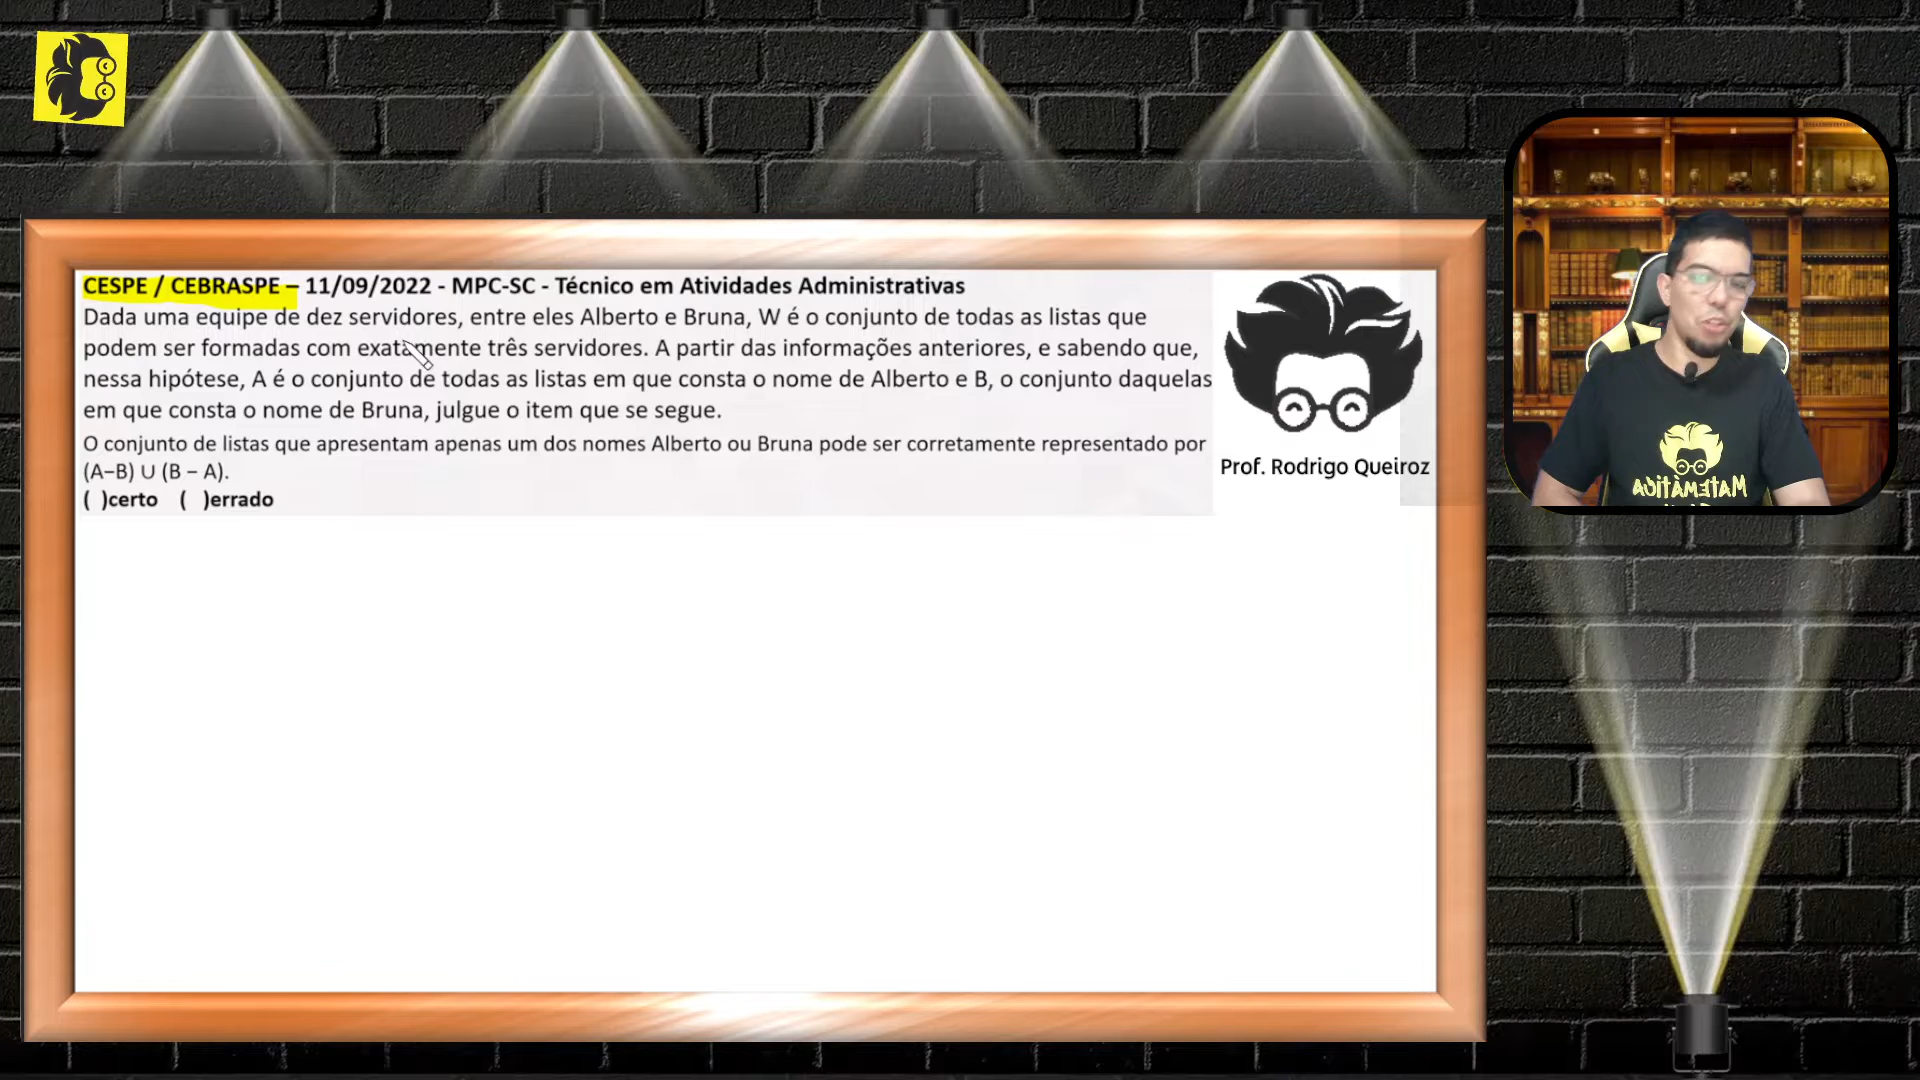 CESPE / CEBRASPE – 11/09/2022 - MPC-SC - Técnico em Atividades Administrativas
Dada uma equipe de dez servidores, entre eles Alberto e Bruna, W é o conjunto de todas as listas que
podem ser formadas com exatamente três servidores. A partir das informações anteriores, e sabendo que,
nessa hipótese, A é o conjunto de todas as listas em que consta o nome de Alberto e B, o conjunto daquelas
em que consta o nome de Bruna, julgue o item que se segue.
O conjunto de listas que apresentam apenas um dos nomes Alberto ou Bruna pode ser corretamente representado por
(A–B) ∪ (B – A).
( )certo ( )errado
Prof. Rodrigo Queiroz
MATEMÁTICA